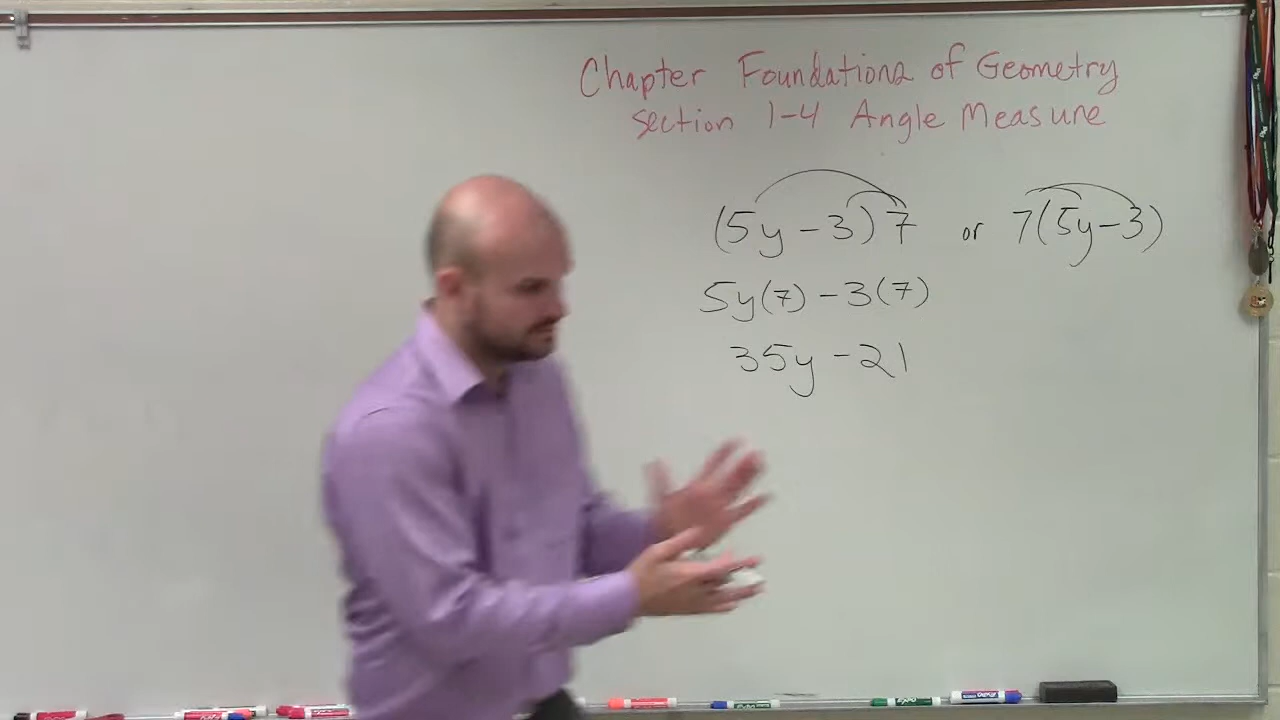 Chapter Foundations of Geometry
section 1-4 Angle Measure
(5y - 3)7 or 7(5y-3)
5y(7) - 3(7)
35y - 21